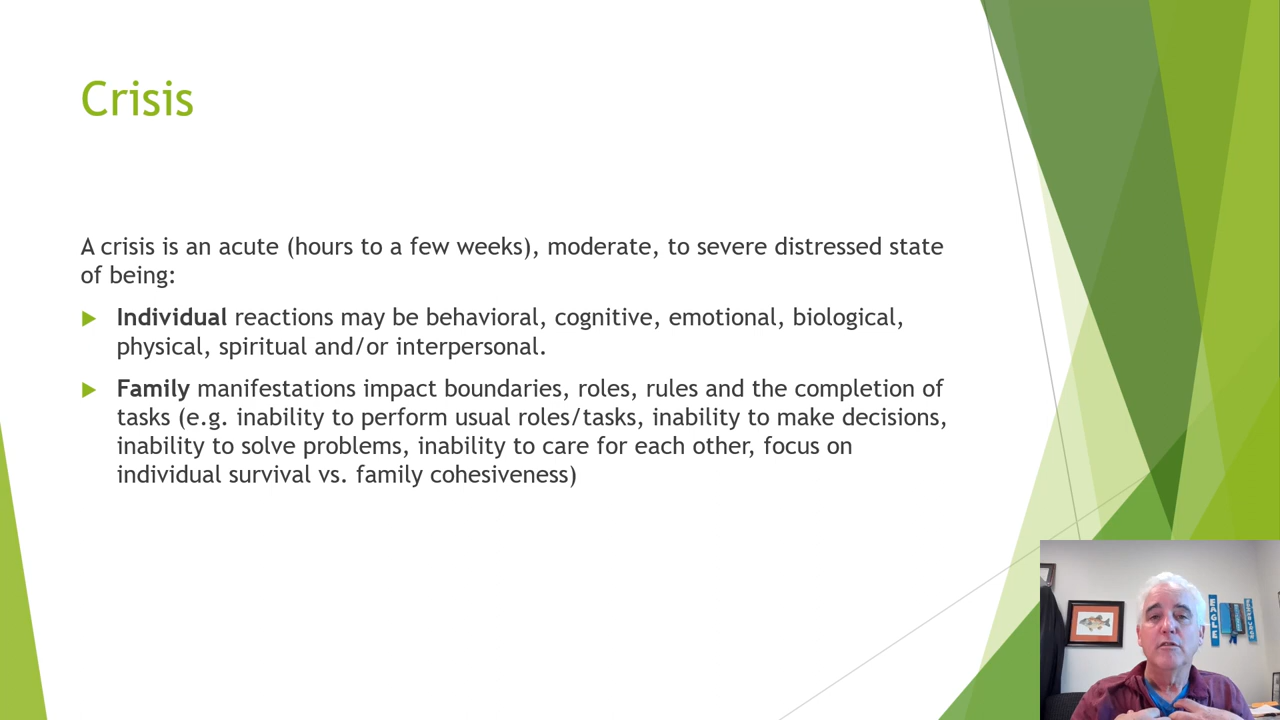 Crisis
A crisis is an acute (hours to a few weeks), moderate, to severe distressed state
of being:
Individual reactions may be behavioral, cognitive, emotional, biological,
physical, spiritual and/or interpersonal.
Family manifestations impact boundaries, roles, rules and the completion of
tasks (e.g. inability to perform usual roles/tasks, inability to make decisions,
inability to solve problems, inability to care for each other, focus on
individual survival vs. family cohesiveness)
EAGLE